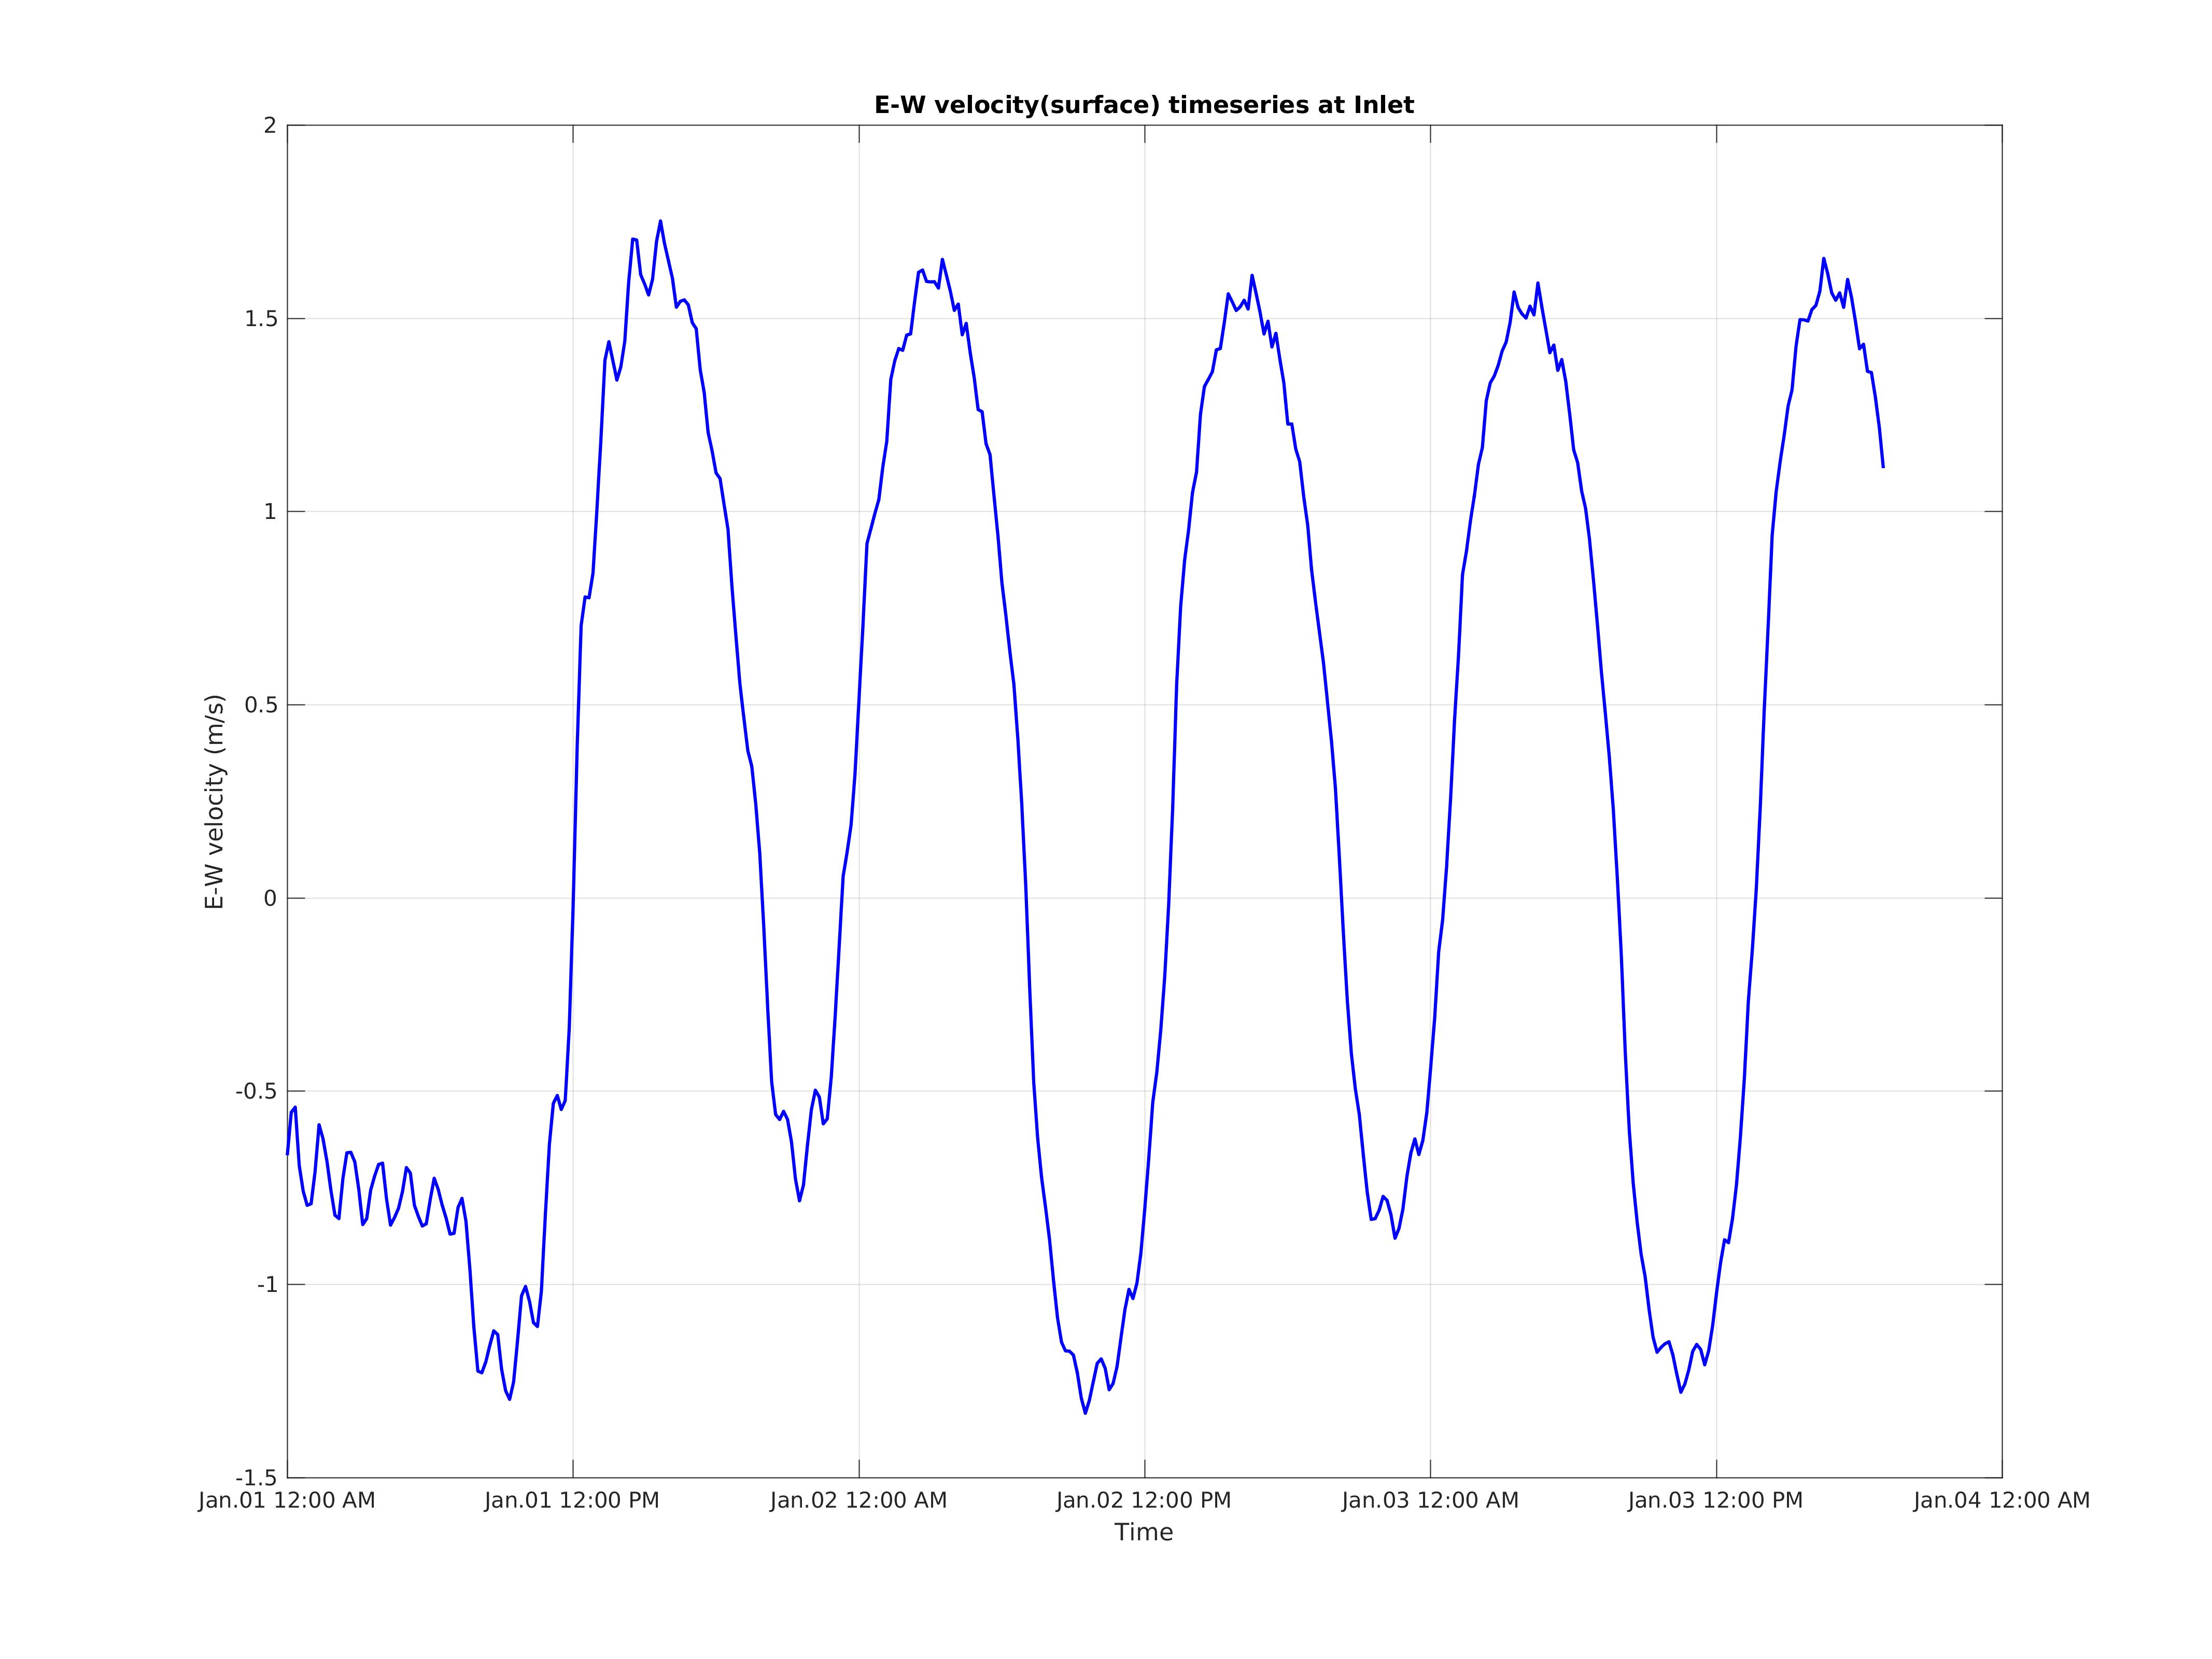 E-W velocity(surface) timeseries at Inlet
2
1.5
1
0.5
0
-0.5
-1
-1.5
E-W velocity (m/s)
Jan.01 12:00 AM
Jan.01 12:00 PM
Jan.02 12:00 AM
Jan.02 12:00 PM
Jan.03 12:00 AM
Jan.03 12:00 PM
Jan.04 12:00 AM
Time